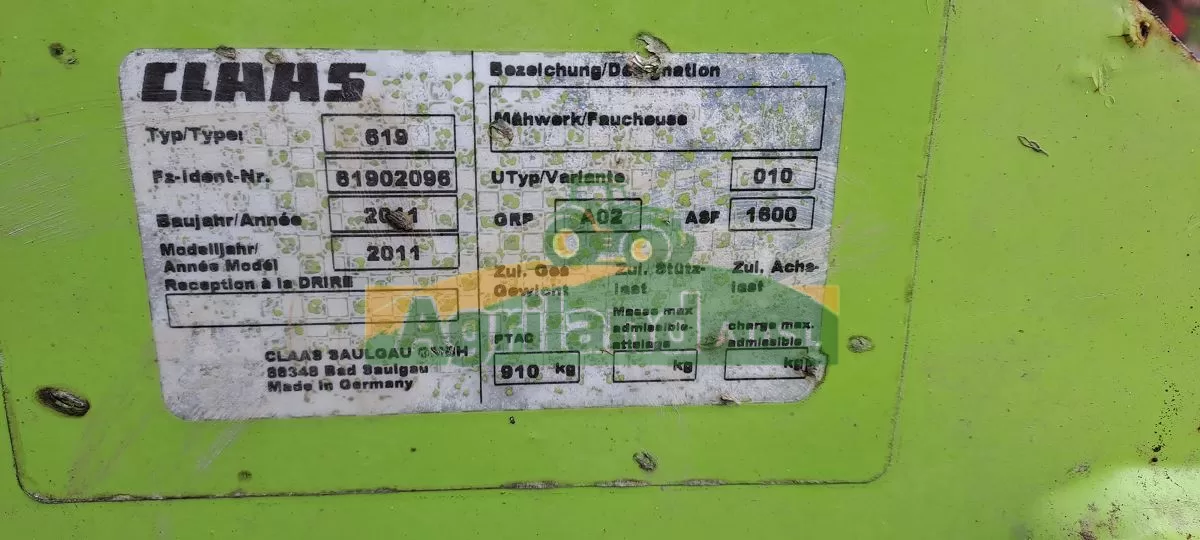 CLAAS
Typ/Type: 619
Fz-Ident-Nr. 61902096
Baujahr/Année 2011
Modelljahr/
Année Modèl 2011
Reception à la DRIRE
CLAAS SAULGAU GMBH
88348 Bad Saulgau
Made in Germany
Bezeichung/Designation
Mähwerk/Faucheuse
UTyp/Variante 010
GRP A02 ASF 1600
Zul. Ges Gewicht
Zul. Stütz-last
Zul. Achs-last
PTAC
Masse max admissible-attelage
charge max. admissible
910 kg kg kg
Agriland